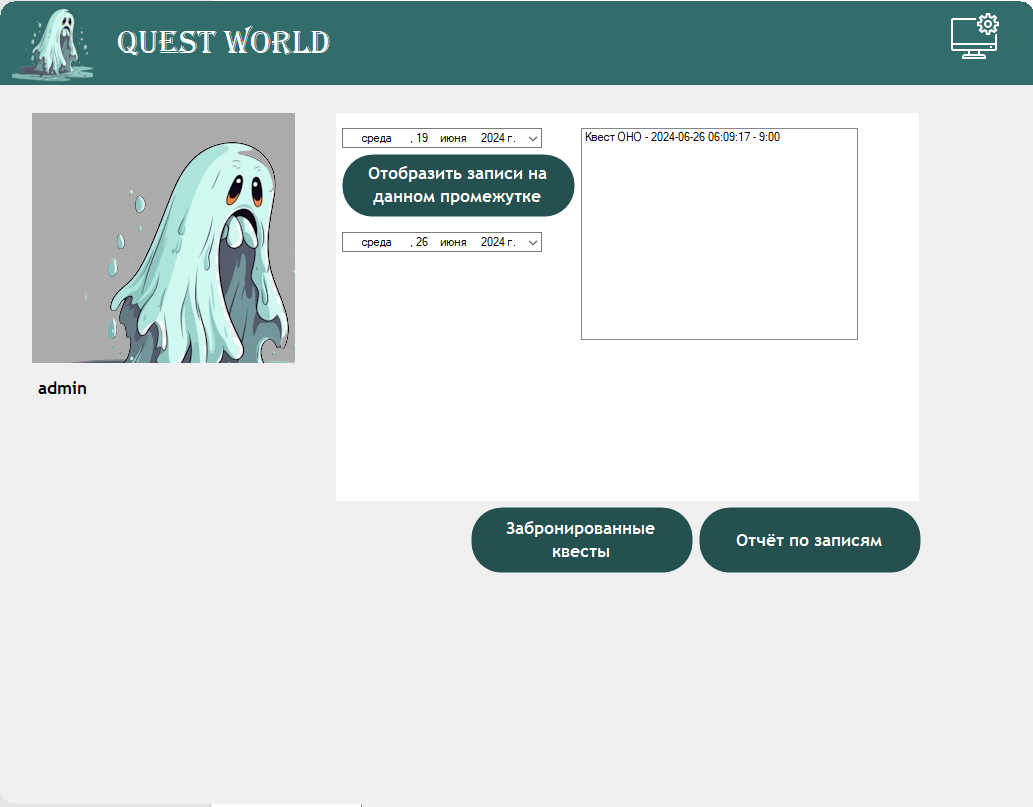 QUEST WORLD
среда , 19 июня 2024 г.
Отобразить записи на
данном промежутке
среда , 26 июня 2024 г.
Квест ОНО - 2024-06-26 06:09:17 - 9:00
admin
Забронированные
квесты
Отчёт по записям